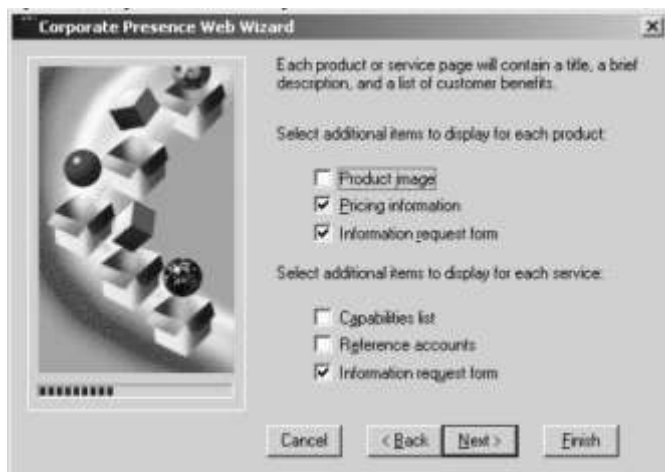 Corporate Presence Web Wizard
Each product or service page will contain a title, a brief
description, and a list of customer benefits.
Select additional items to display for each product:
Product image
Pricing information
Information request form
Select additional items to display for each service:
Capabilities list
Reference accounts
Information request form
Cancel
< Back
Next >
Finish